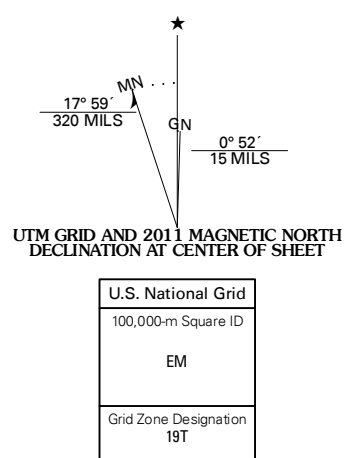 ★
MN
GN
17° 59´
320 MILS
0° 52´
15 MILS
UTM GRID AND 2011 MAGNETIC NORTH
DECLINATION AT CENTER OF SHEET
U.S. National Grid
100,000-m Square ID
EM
Grid Zone Designation
19T